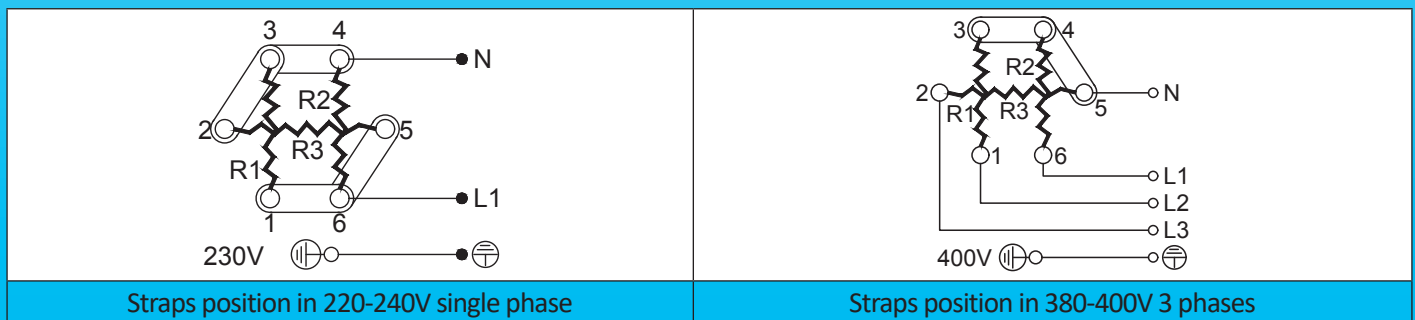 3 4
N
R2
2 5
R3
R1
L1
1 6
230V
Straps position in 220-240V single phase
3 4
R2
2 5 N
R1 R3
1 6
L1
L2
L3
400V
Straps position in 380-400V 3 phases